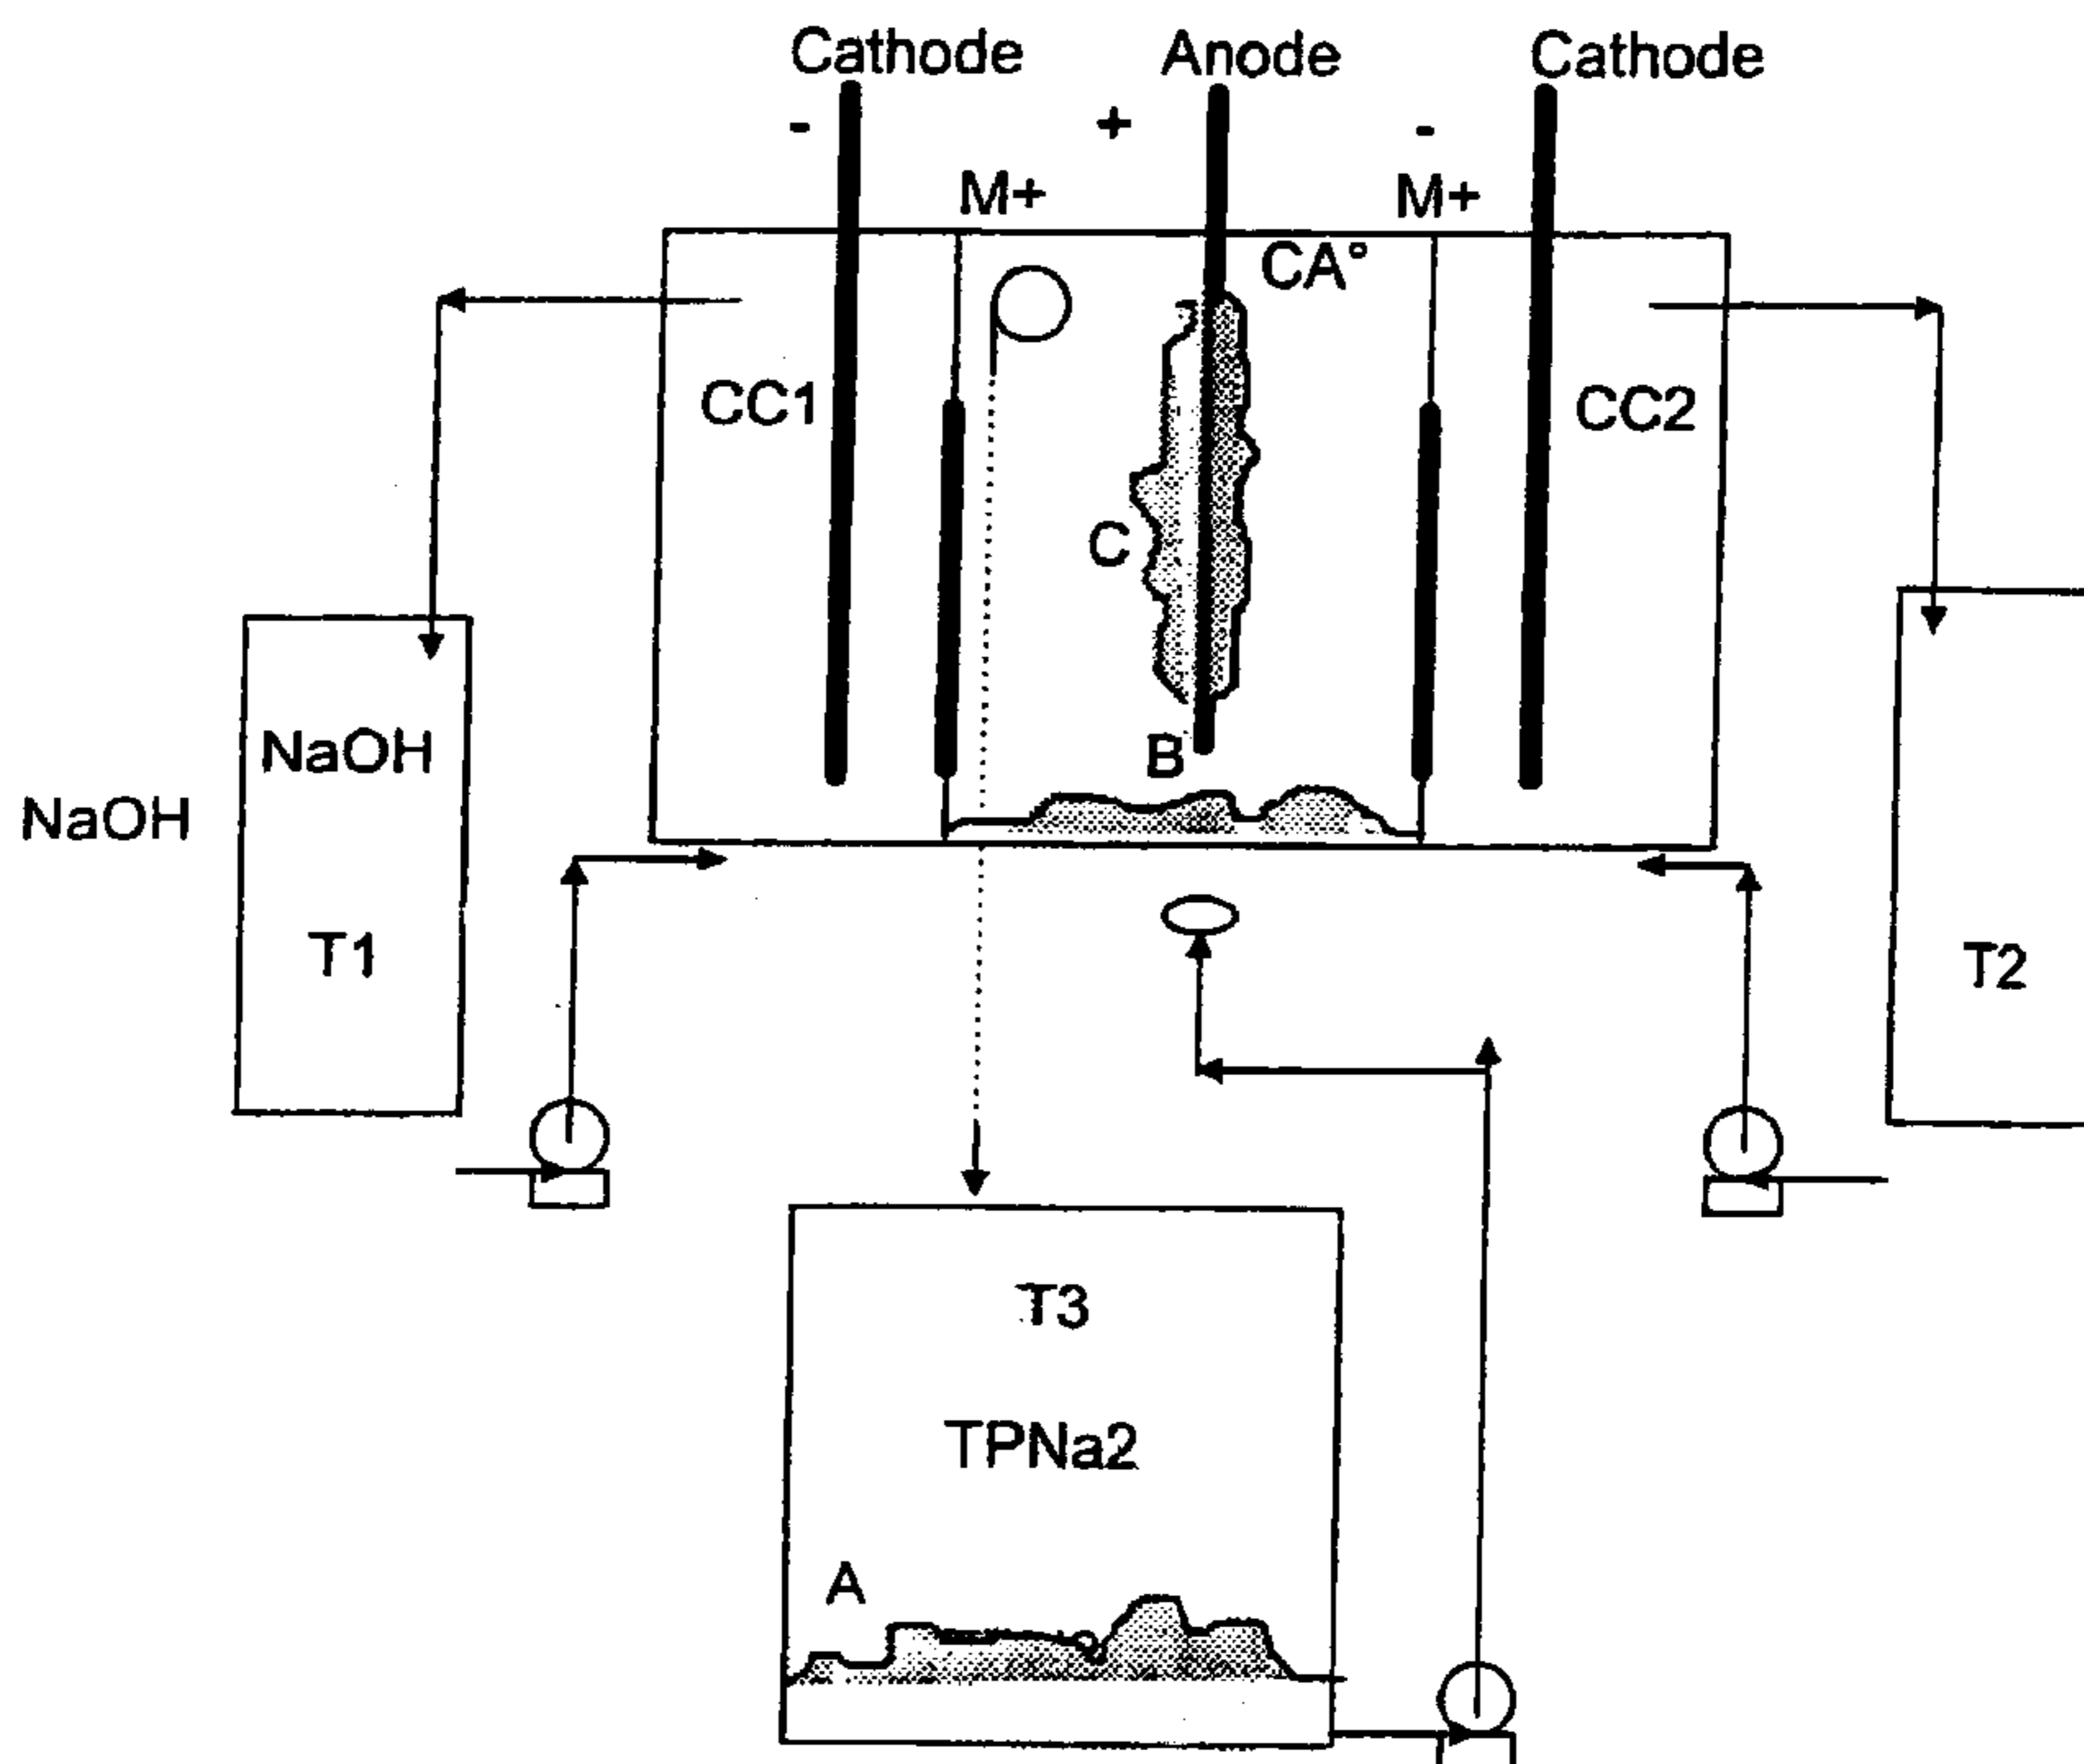 Cathode Anode Cathode
- + -
M+ M+
CA°
CC1 CC2
C
B
NaOH
NaOH
T1
T2
T3
TPNa2
A